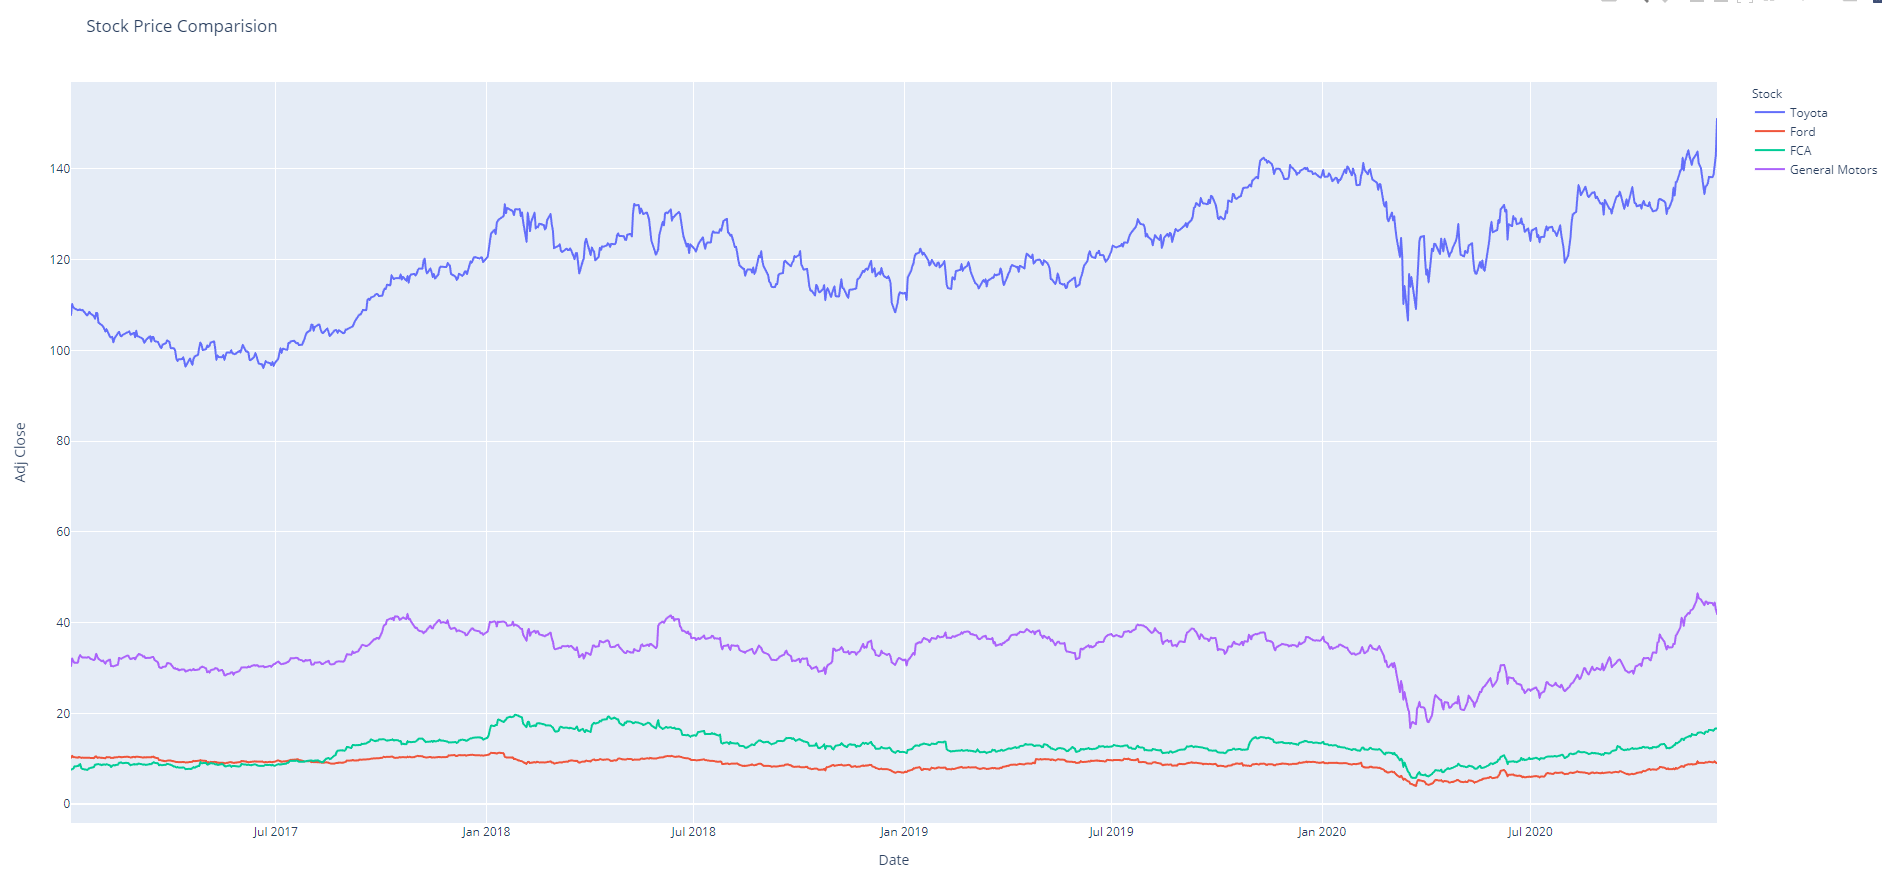 Stock Price Comparision
Stock
Toyota
Ford
FCA
General Motors
140
120
100
80
60
40
20
0
Adj Close
Jul 2017
Jan 2018
Jul 2018
Jan 2019
Jul 2019
Jan 2020
Jul 2020
Date